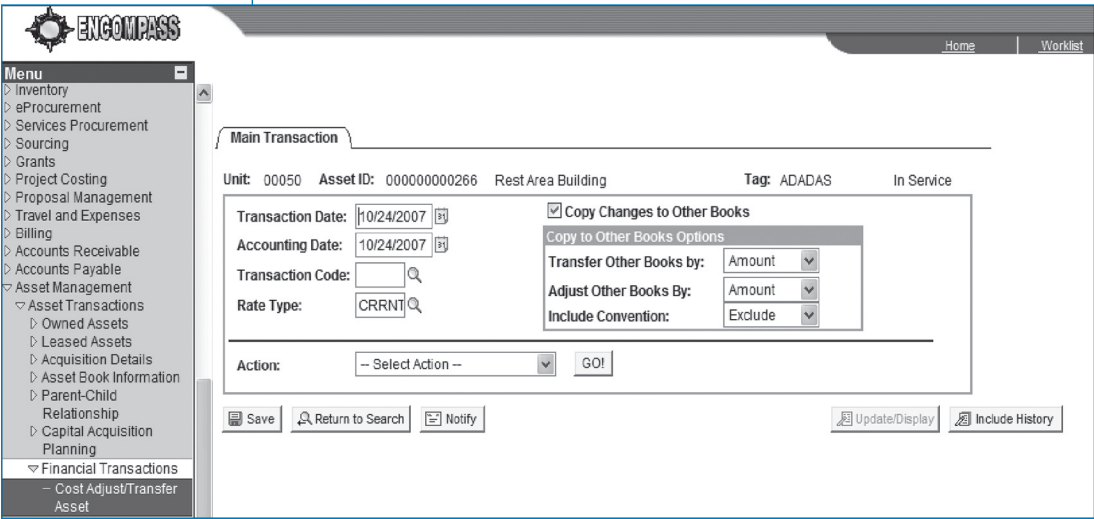 ENCOMPASS
Home Worklist
Menu
Inventory
eProcurement
Services Procurement
Sourcing
Grants
Project Costing
Proposal Management
Travel and Expenses
Billing
Accounts Receivable
Accounts Payable
Asset Management
Asset Transactions
Owned Assets
Leased Assets
Acquisition Details
Asset Book Information
Parent-Child
Relationship
Capital Acquisition
Planning
Financial Transactions
– Cost Adjust/Transfer
Asset
Main Transaction
Unit: 00050 Asset ID: 000000000266 Rest Area Building Tag: ADADAS In Service
Transaction Date: 10/24/2007
Accounting Date: 10/24/2007
Transaction Code:
Rate Type: CRRNT
Copy Changes to Other Books
Copy to Other Books Options
Transfer Other Books by: Amount
Adjust Other Books By: Amount
Include Convention: Exclude
Action: -- Select Action -- GO!
Save Return to Search Notify Update/Display Include History